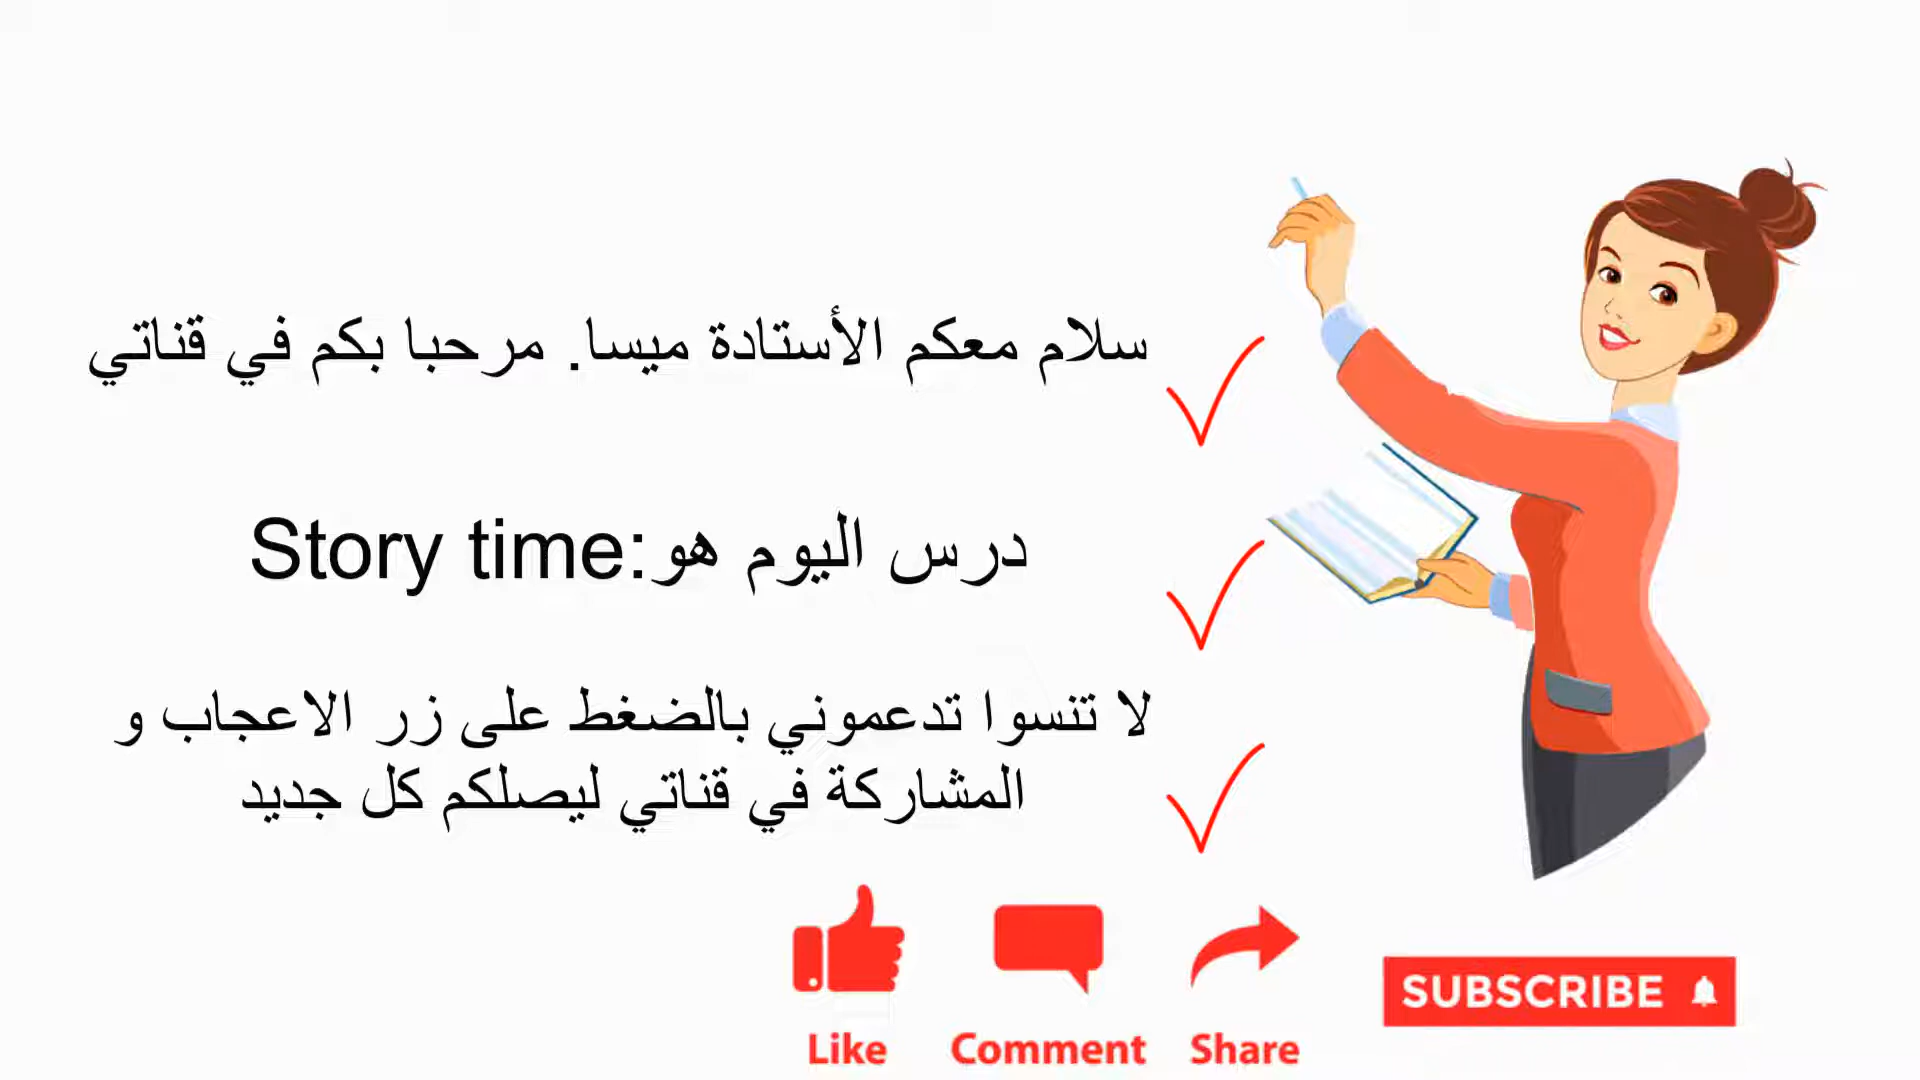 سلام معكم الأستادة ميسا. مرحبا بكم في قناتي
درس اليوم هو:Story time
لا تنسوا تدعموني بالضغط على زر الاعجاب و
المشاركة في قناتي ليصلكم كل جديد
Like Comment Share
SUBSCRIBE